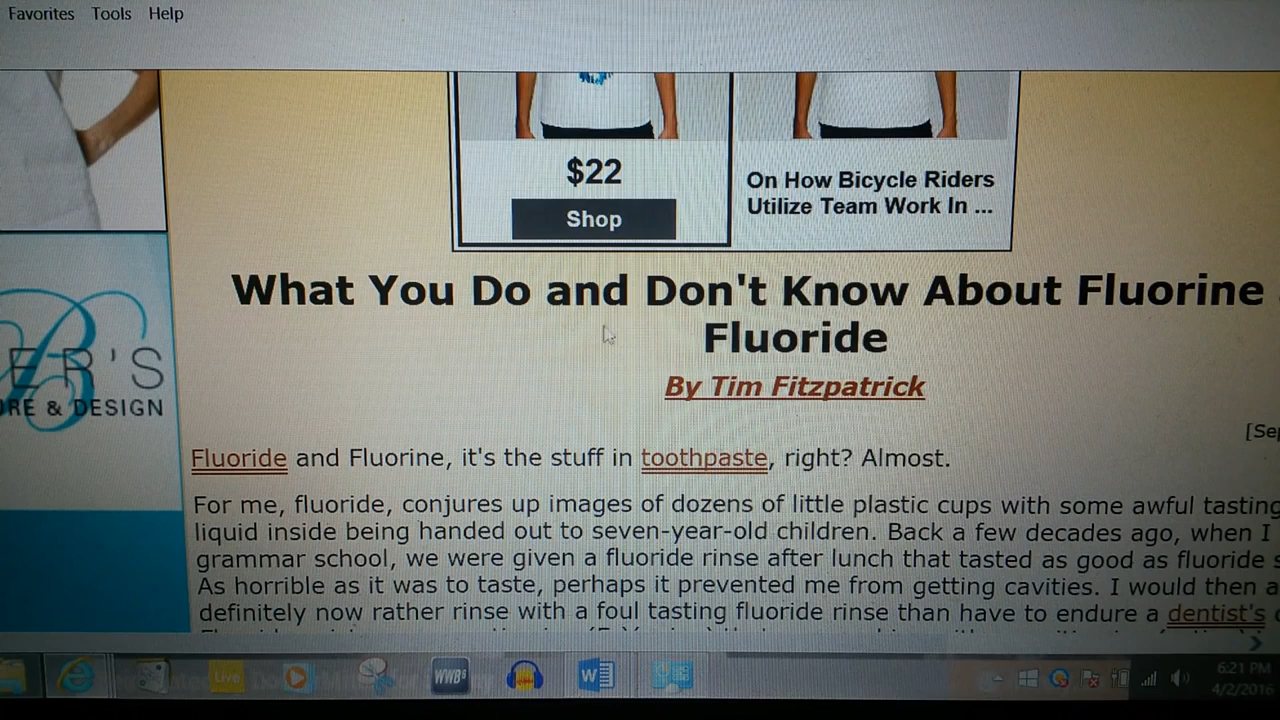 Favorites Tools Help
$22
Shop
On How Bicycle Riders
Utilize Team Work In ...
What You Do and Don't Know About Fluorine
Fluoride
By Tim Fitzpatrick
ER'S
RE & DESIGN
[Sep
Fluoride and Fluorine, it's the stuff in toothpaste, right? Almost.
For me, fluoride, conjures up images of dozens of little plastic cups with some awful tasting
liquid inside being handed out to seven-year-old children. Back a few decades ago, when I
grammar school, we were given a fluoride rinse after lunch that tasted as good as fluoride s
As horrible as it was to taste, perhaps it prevented me from getting cavities. I would then a
definitely now rather rinse with a foul tasting fluoride rinse than have to endure a dentist's
Live
WWB
6:21 PM
4/2/2016